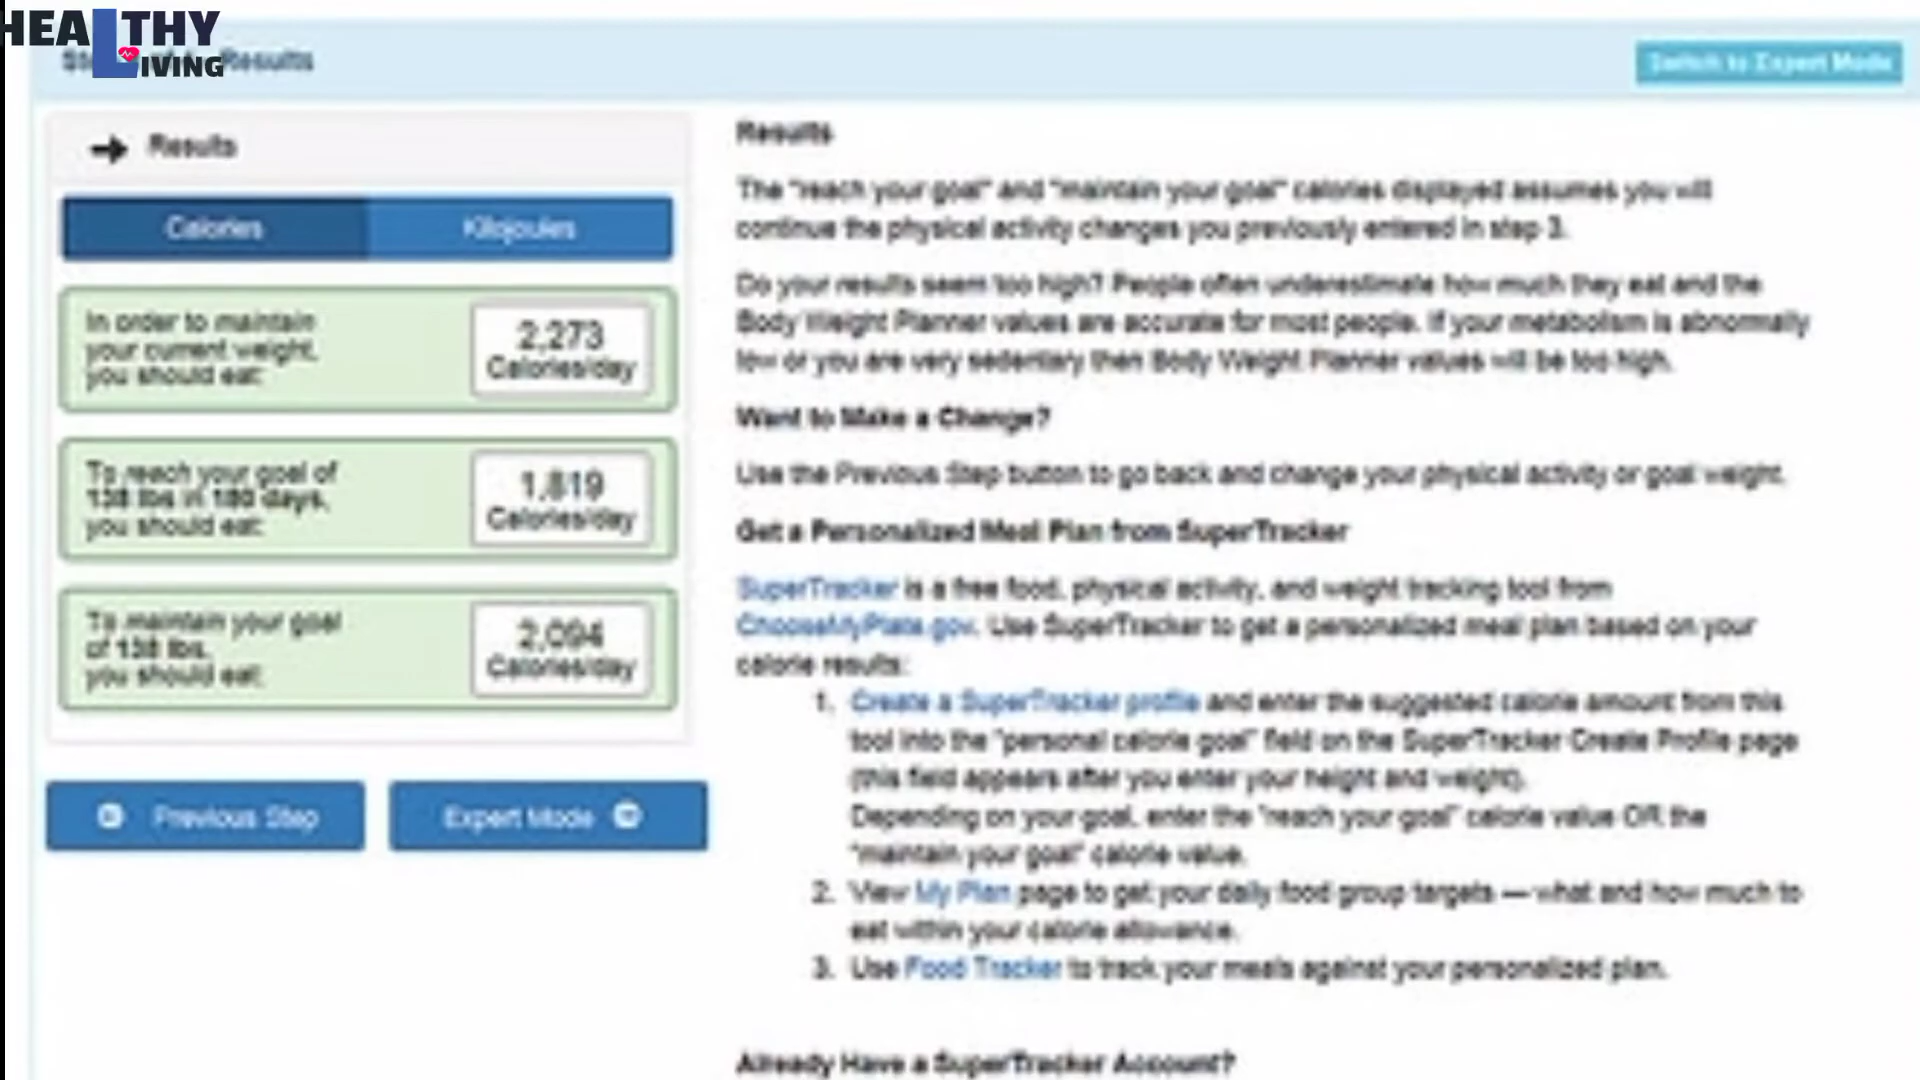 HEALTHY
LIVING
Results
Switch to Expert Mode
Results
Calories
Kilojoules
In order to maintain
your current weight,
you should eat:
2,273
Calories/day
To reach your goal of
138 lbs in 180 days,
you should eat:
1,819
Calories/day
To maintain your goal
of 138 lbs,
you should eat:
2,094
Calories/day
Previous Step
Expert Mode
Results
The "reach your goal" and "maintain your goal" calories displayed assumes you will
continue the physical activity changes you previously entered in step 3.
Do your results seem too high? People often underestimate how much they eat and the
Body Weight Planner values are accurate for most people. If your metabolism is abnormally
low or you are very sedentary then Body Weight Planner values will be too high.
Want to Make a Change?
Use the Previous Step button to go back and change your physical activity or goal weight.
Get a Personalized Meal Plan from SuperTracker
SuperTracker is a free food, physical activity, and weight tracking tool from
ChooseMyPlate.gov. Use SuperTracker to get a personalized meal plan based on your
calorie results:
1. Create a SuperTracker profile and enter the suggested calorie amount from this
tool into the "personal calorie goal" field on the SuperTracker Create Profile page
(this field appears after you enter your height and weight).
Depending on your goal, enter the "reach your goal" calorie value OR the
"maintain your goal" calorie value.
2. View My Plan page to get your daily food group targets — what and how much to
eat within your calorie allowance.
3. Use Food Tracker to track your meals against your personalized plan.
Already Have a SuperTracker Account?